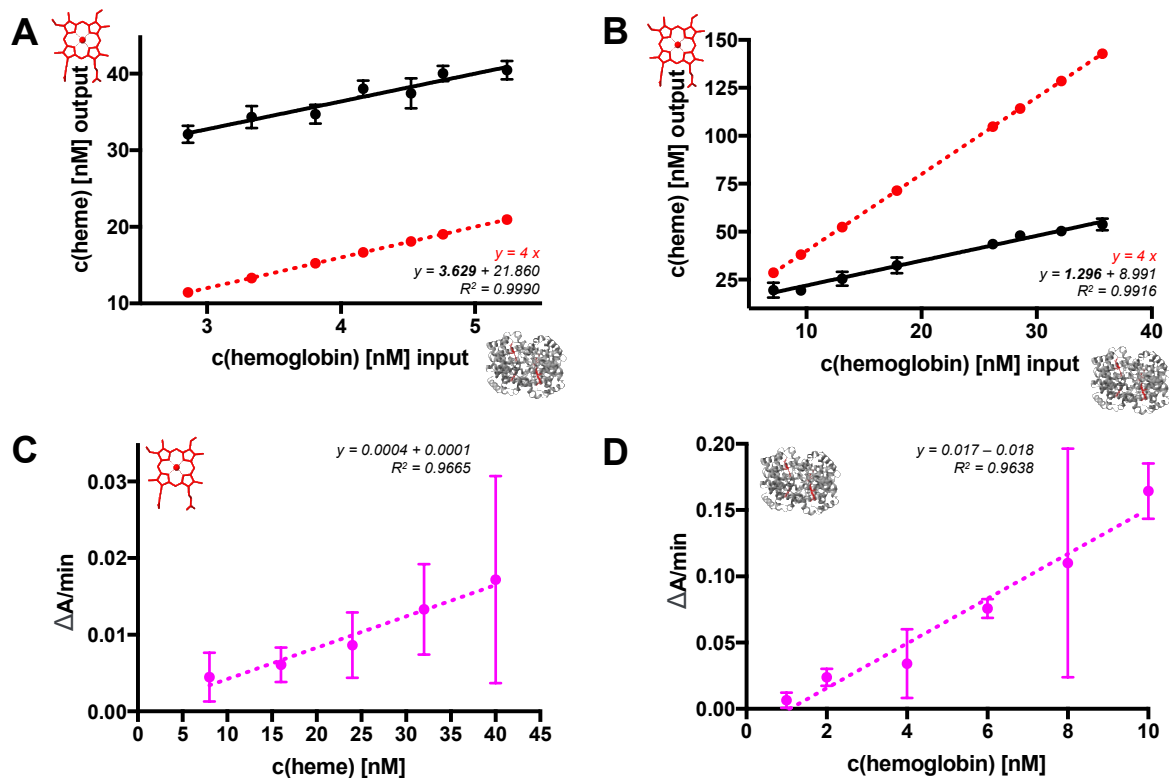 A
c(heme) [nM] output
40
30
20
10
y = 4 x
y = 3.629 + 21.860
R² = 0.9990
3
4
5
c(hemoglobin) [nM] input
B
c(heme) [nM] output
150
125
100
75
50
25
y = 4 x
y = 1.296 + 8.991
R² = 0.9916
10
20
30
40
c(hemoglobin) [nM] input
C
y = 0.0004 + 0.0001
R² = 0.9665
ΔA/min
0.03
0.02
0.01
0.00
0
5
10
15
20
25
30
35
40
45
c(heme) [nM]
D
y = 0.017 – 0.018
R² = 0.9638
ΔA/min
0.20
0.15
0.10
0.05
0.00
0
2
4
6
8
10
c(hemoglobin) [nM]